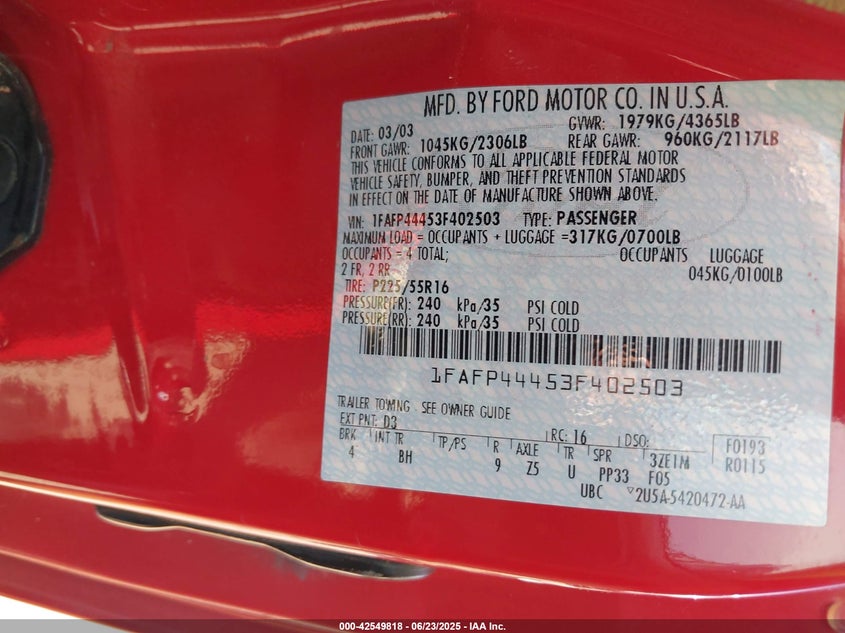 MFD. BY FORD MOTOR CO. IN U.S.A.
DATE: 03/03 GVWR: 1979KG/4365LB
FRONT GAWR: 1045KG/2306LB REAR GAWR: 960KG/2117LB
THIS VEHICLE CONFORMS TO ALL APPLICABLE FEDERAL MOTOR
VEHICLE SAFETY, BUMPER, AND THEFT PREVENTION STANDARDS
IN EFFECT ON THE DATE OF MANUFACTURE SHOWN ABOVE.
VIN: 1FAFP44453F402503 TYPE: PASSENGER
MAXIMUM LOAD = OCCUPANTS + LUGGAGE =317KG/0700LB
OCCUPANTS = 4 TOTAL; OCCUPANTS LUGGAGE
2 FR, 2 RR 045KG/0100LB
TIRE: P225/55R16
PRESSURE(FR): 240 kPa/35 PSI COLD
PRESSURE(RR): 240 kPa/35 PSI COLD
1FAFP44453F402503
TRAILER TOWING - SEE OWNER GUIDE
EXT PNT: D3 RC: 16 DSO: F0193
BRK INT TR TP/PS R AXLE TR SPR 3ZE1M R0115
4 BH 9 Z5 U PP33 F05
UBC 2U5A-5420472-AA
000-42549818 - 06/23/2025 - IAA Inc.